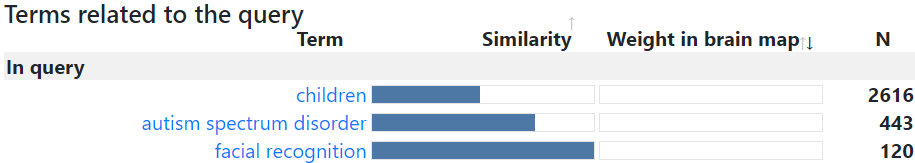 Terms related to the query
Term Similarity↑ Weight in brain map↑↓ N
In query
children 2616
autism spectrum disorder 443
facial recognition 120